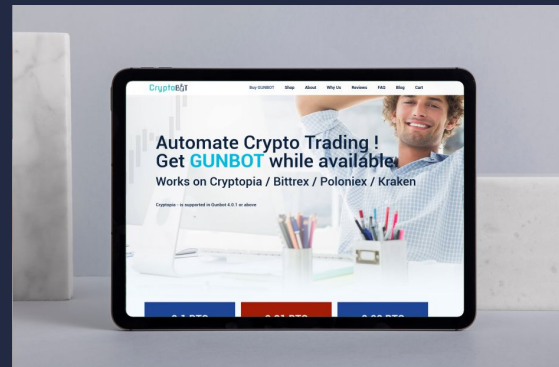 CryptoBOT
Buy GUNBOT Shop About Why Us Reviews FAQ Blog Cart
Automate Crypto Trading !
Get GUNBOT while available.
Works on Cryptopia / Bittrex / Poloniex / Kraken
Cryptopia - is supported in Gunbot 4.0.1 or above